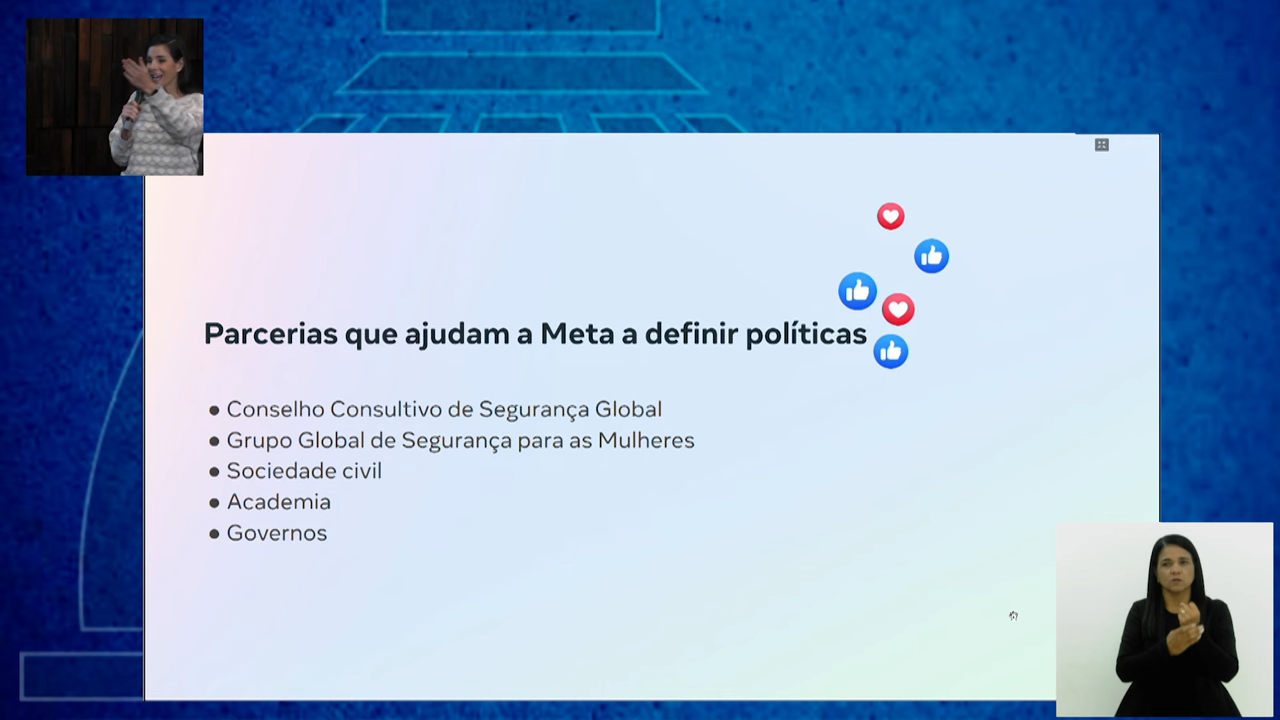 Parcerias que ajudam a Meta a definir políticas
● Conselho Consultivo de Segurança Global
● Grupo Global de Segurança para as Mulheres
● Sociedade civil
● Academia
● Governos